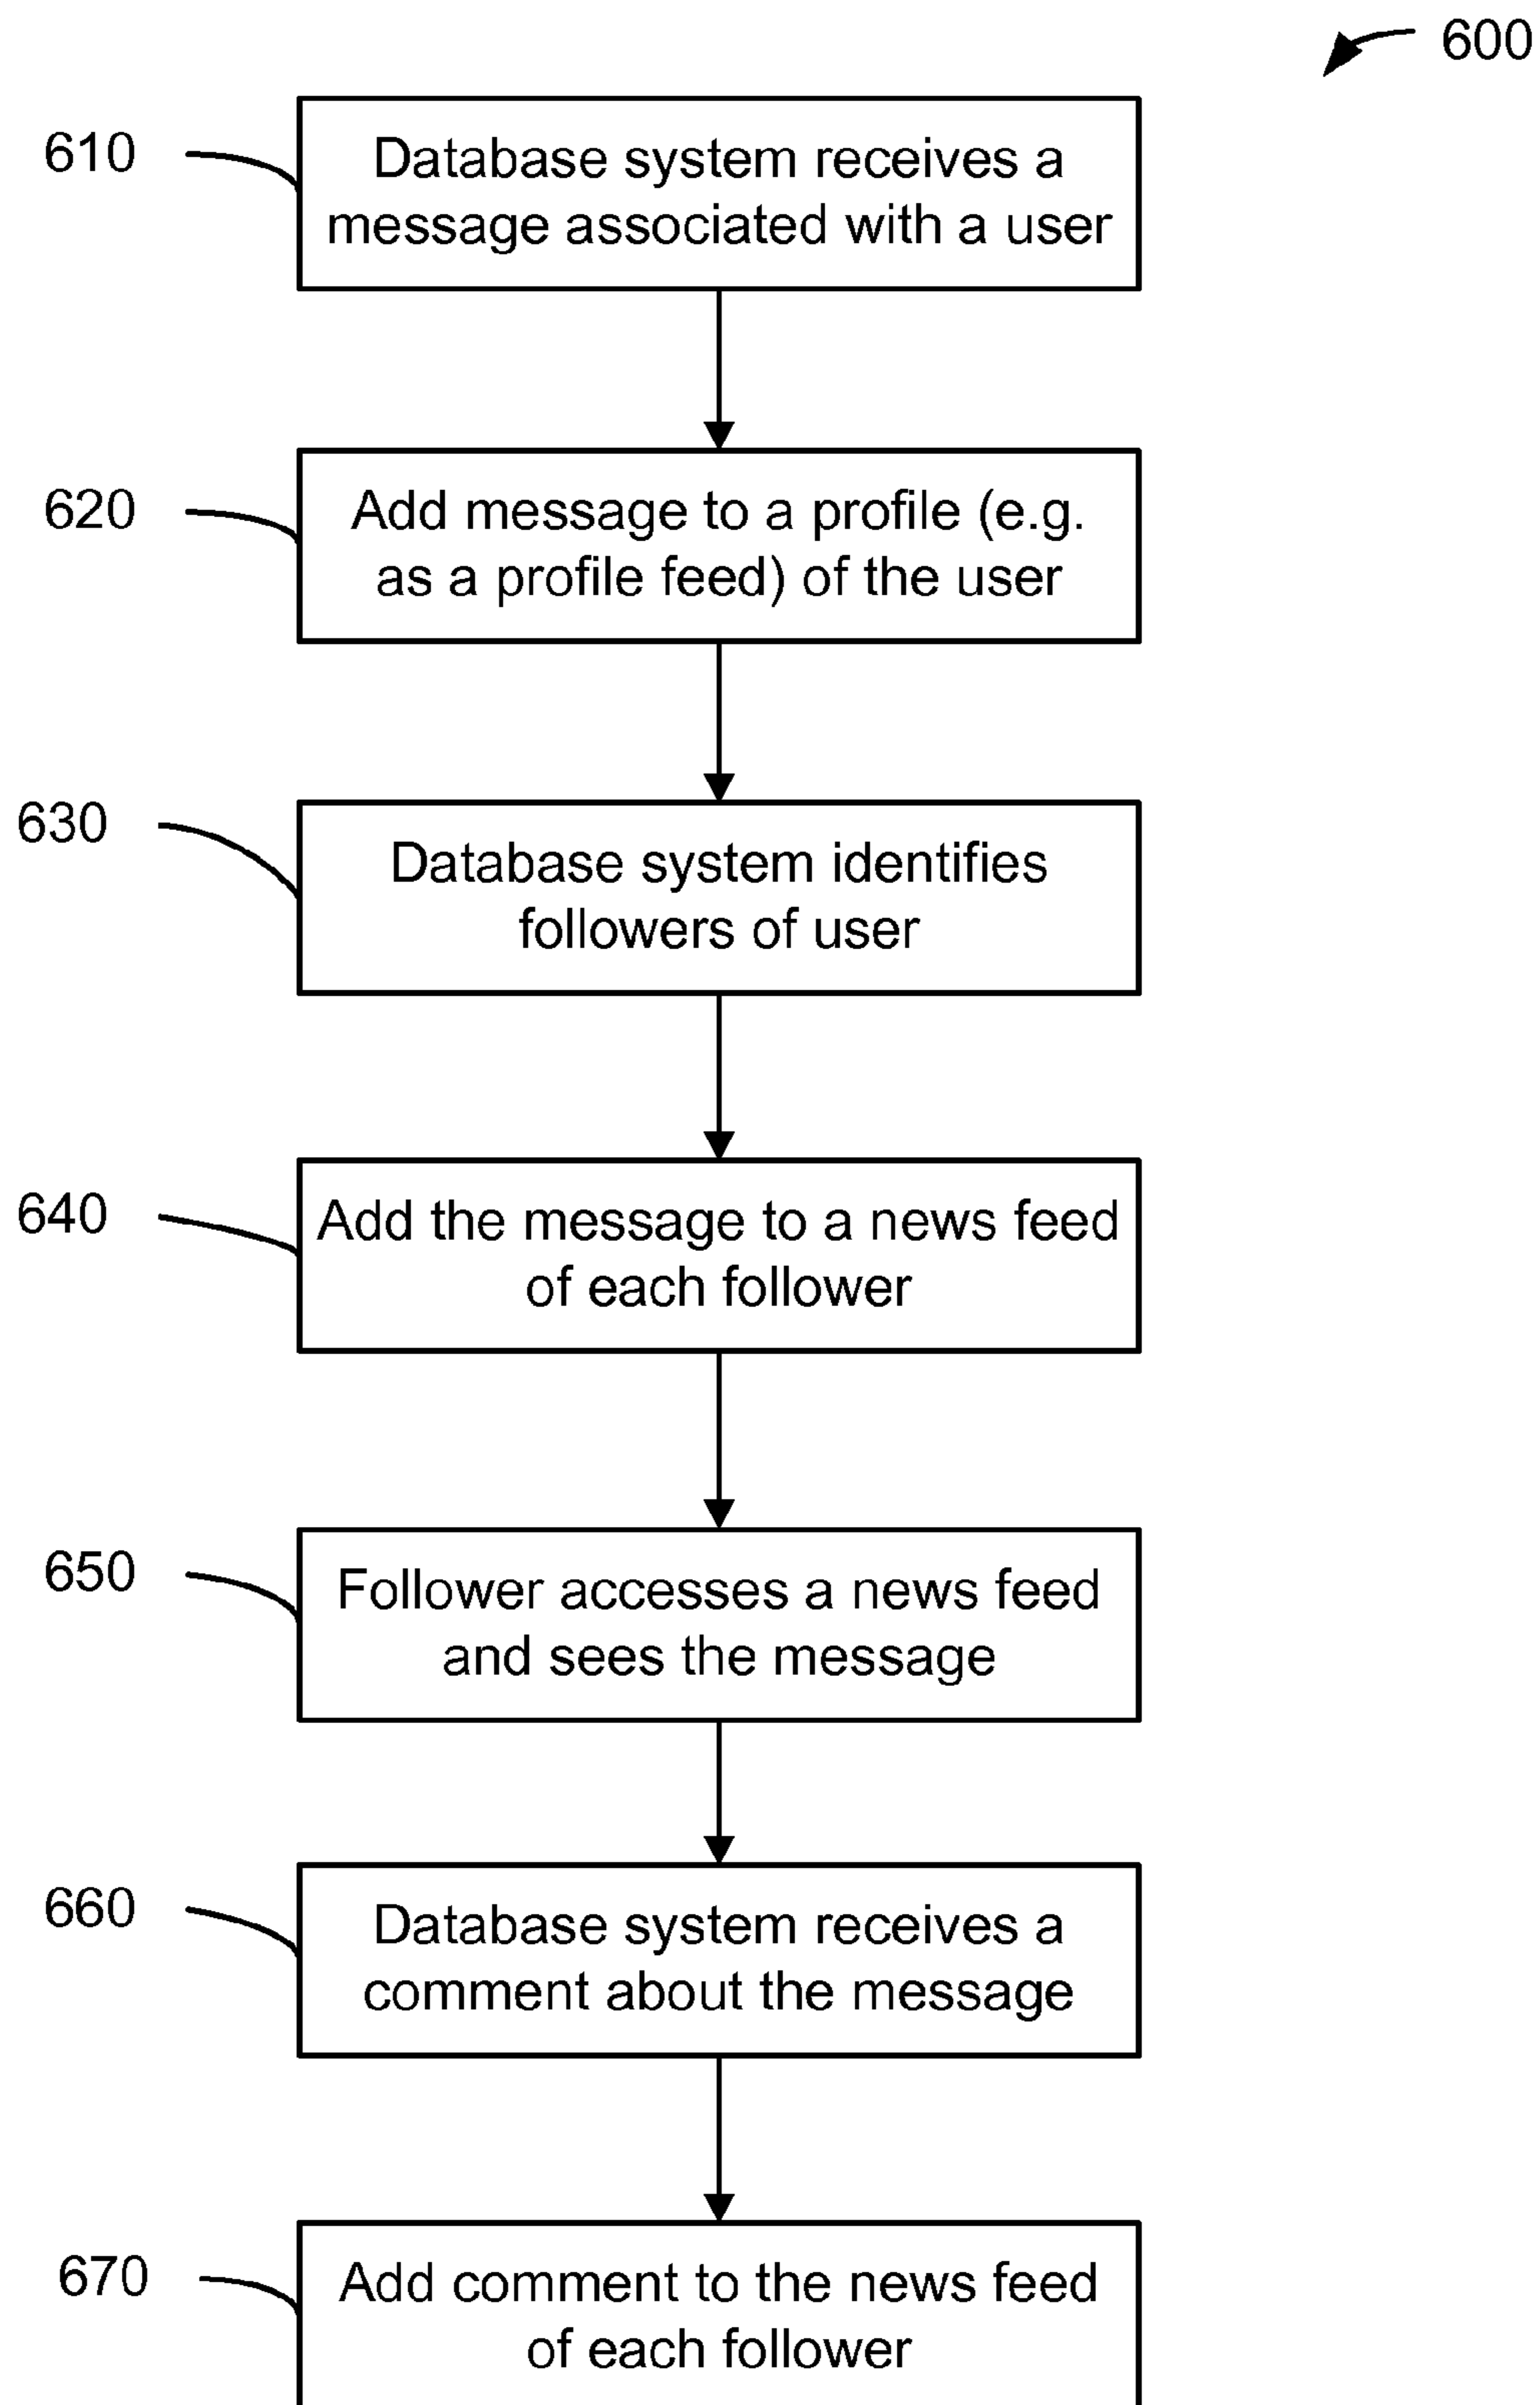 600
610
Database system receives a
message associated with a user
620
Add message to a profile (e.g.
as a profile feed) of the user
630
Database system identifies
followers of user
640
Add the message to a news feed
of each follower
650
Follower accesses a news feed
and sees the message
660
Database system receives a
comment about the message
670
Add comment to the news feed
of each follower